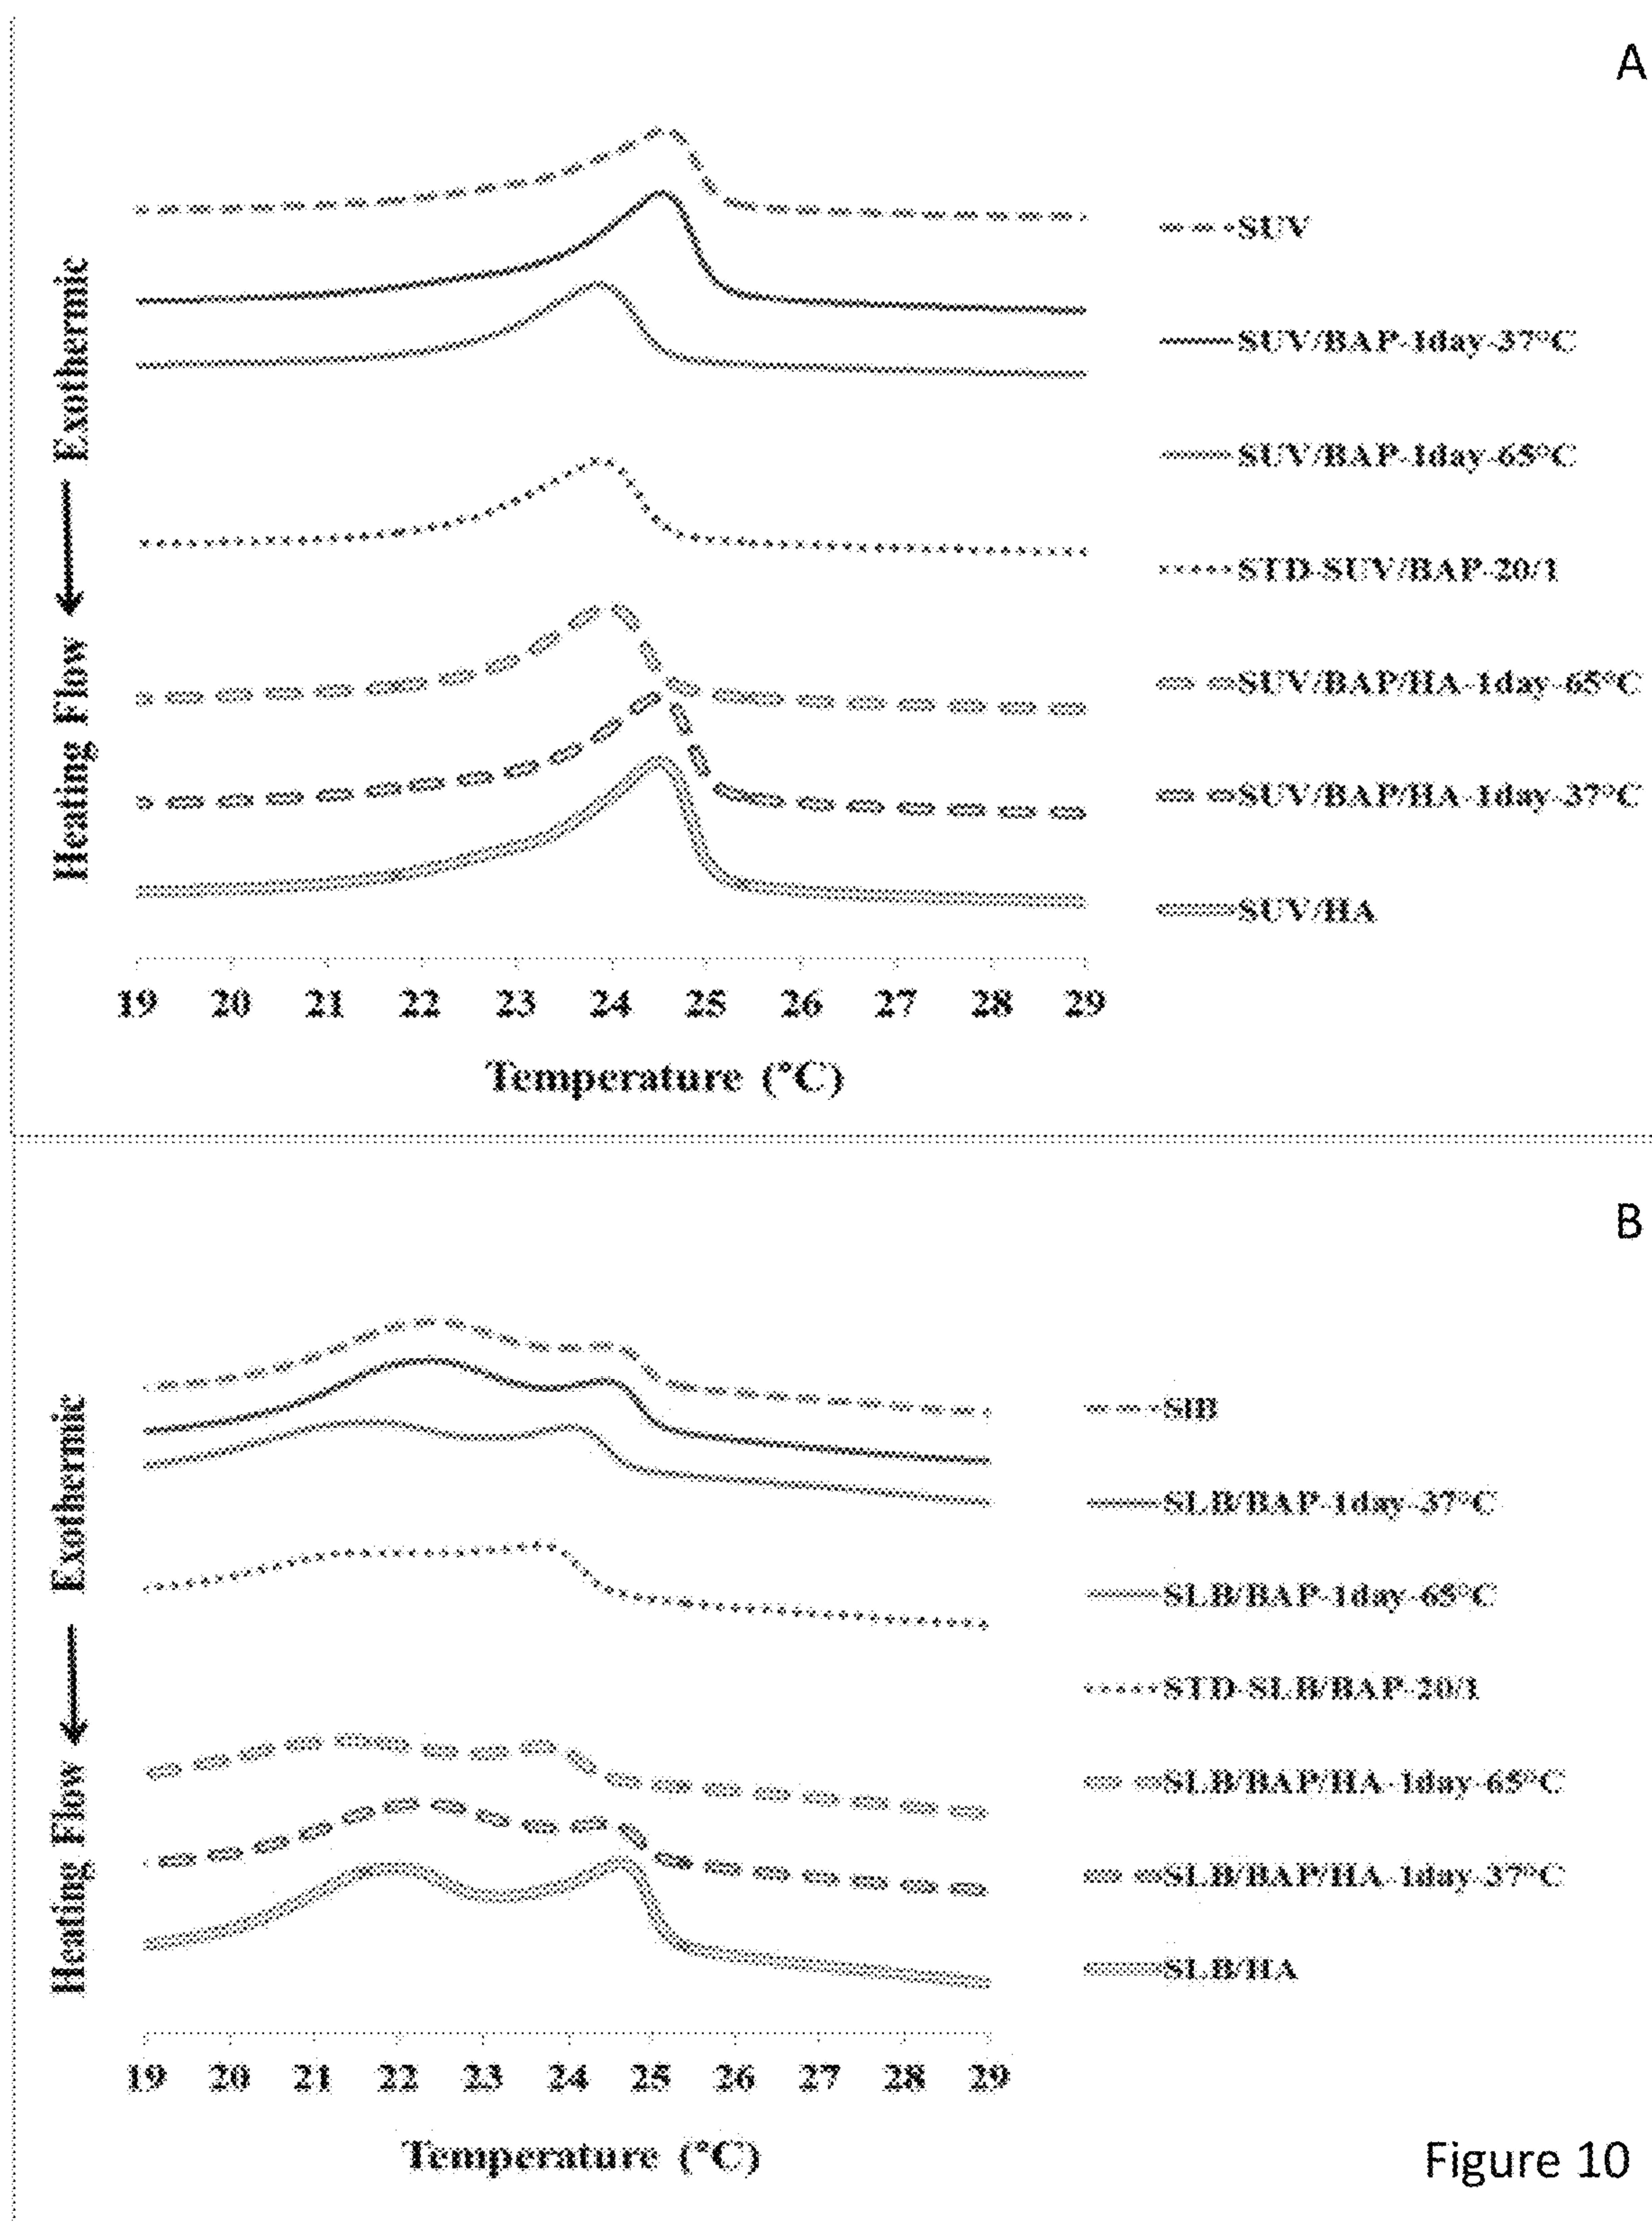 A
Heating Flow ← Exothermic
SUV
SUV/BAP-1day-37°C
SUV/BAP-1day-65°C
STD-SUV/BAP-20/1
SUV/BAP/HA-1day-65°C
SUV/BAP/HA-1day-37°C
SUV/HA
19 20 21 22 23 24 25 26 27 28 29
Temperature (°C)
B
Heating Flow ← Exothermic
SIB
SLB/BAP-1day-37°C
SLB/BAP-1day-65°C
STD-SLB/BAP-20/1
SLB/BAP/HA-1day-65°C
SLB/BAP/HA-1day-37°C
SLB/HA
19 20 21 22 23 24 25 26 27 28 29
Temperature (°C)
Figure 10